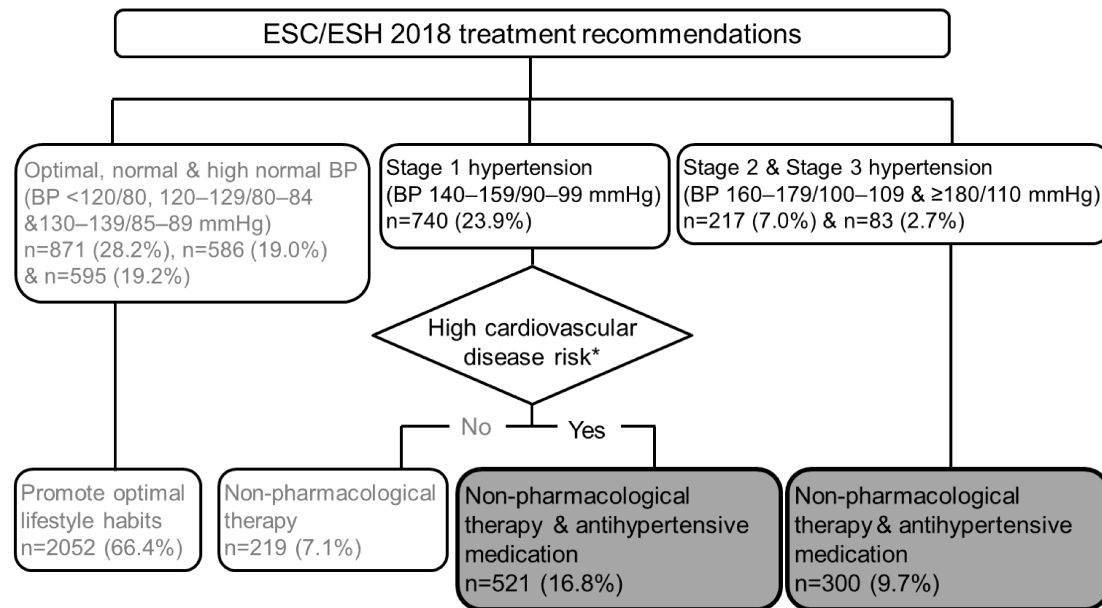 ESC/ESH 2018 treatment recommendations
Optimal, normal & high normal BP
(BP <120/80, 120–129/80–84
&130–139/85–89 mmHg)
n=871 (28.2%), n=586 (19.0%)
& n=595 (19.2%)
Stage 1 hypertension
(BP 140–159/90–99 mmHg)
n=740 (23.9%)
Stage 2 & Stage 3 hypertension
(BP 160–179/100–109 & ≥180/110 mmHg)
n=217 (7.0%) & n=83 (2.7%)
High cardiovascular
disease risk*
No
Yes
Promote optimal
lifestyle habits
n=2052 (66.4%)
Non-pharmacological
therapy
n=219 (7.1%)
Non-pharmacological
therapy & antihypertensive
medication
n=521 (16.8%)
Non-pharmacological
therapy & antihypertensive
medication
n=300 (9.7%)